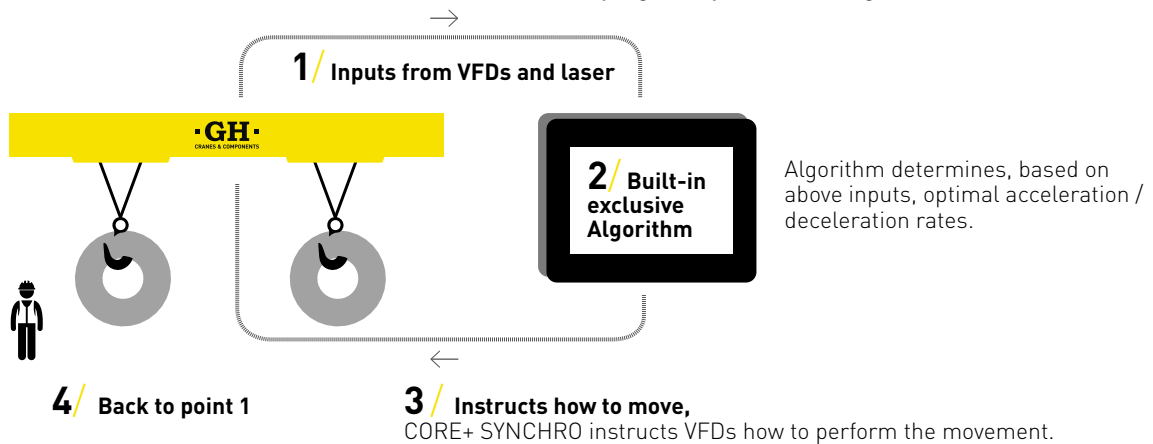 1/ Inputs from VFDs and laser
·GH·
CRANES & COMPONENTS
2/ Built-in
exclusive
Algorithm
Algorithm determines, based on
above inputs, optimal acceleration /
deceleration rates.
4/ Back to point 1
3/ Instructs how to move,
CORE+ SYNCHRO instructs VFDs how to perform the movement.